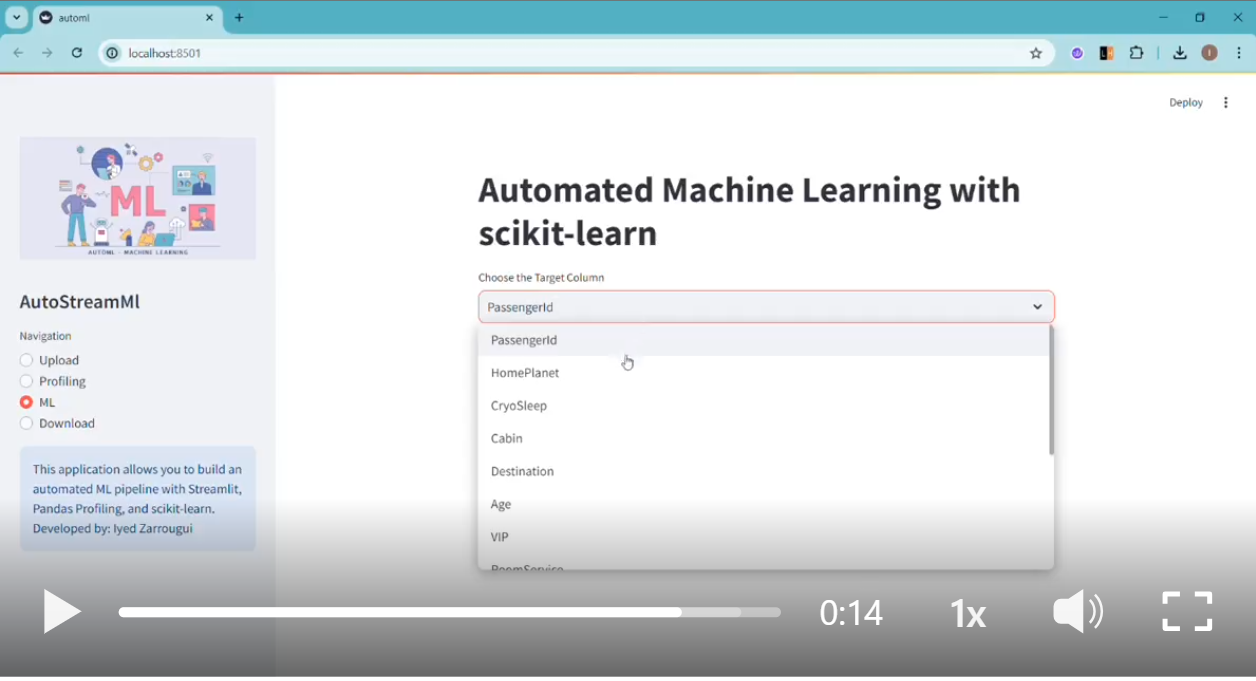 automl
localhost:8501
Deploy
ML
AUTOML - MACHINE LEARNING
AutoStreamMl
Navigation
Upload
Profiling
ML
Download
This application allows you to build an
automated ML pipeline with Streamlit,
Pandas Profiling, and scikit-learn.
Developed by: Iyed Zarrougui
Automated Machine Learning with
scikit-learn
Choose the Target Column
PassengerId
PassengerId
HomePlanet
CryoSleep
Cabin
Destination
Age
VIP
RoomService
0:14
1x